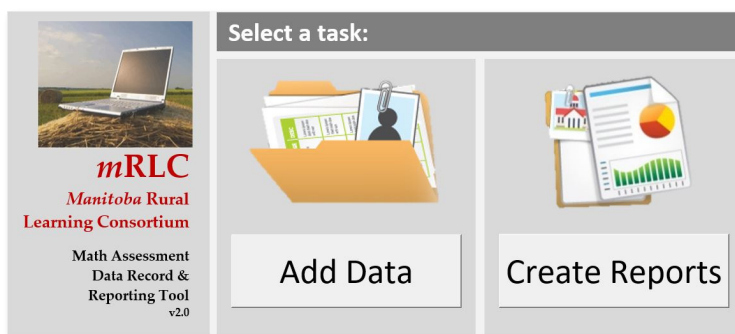 mRLC
Manitoba Rural
Learning Consortium
Math Assessment
Data Record &
Reporting Tool
v2.0
Select a task:
Add Data
Create Reports